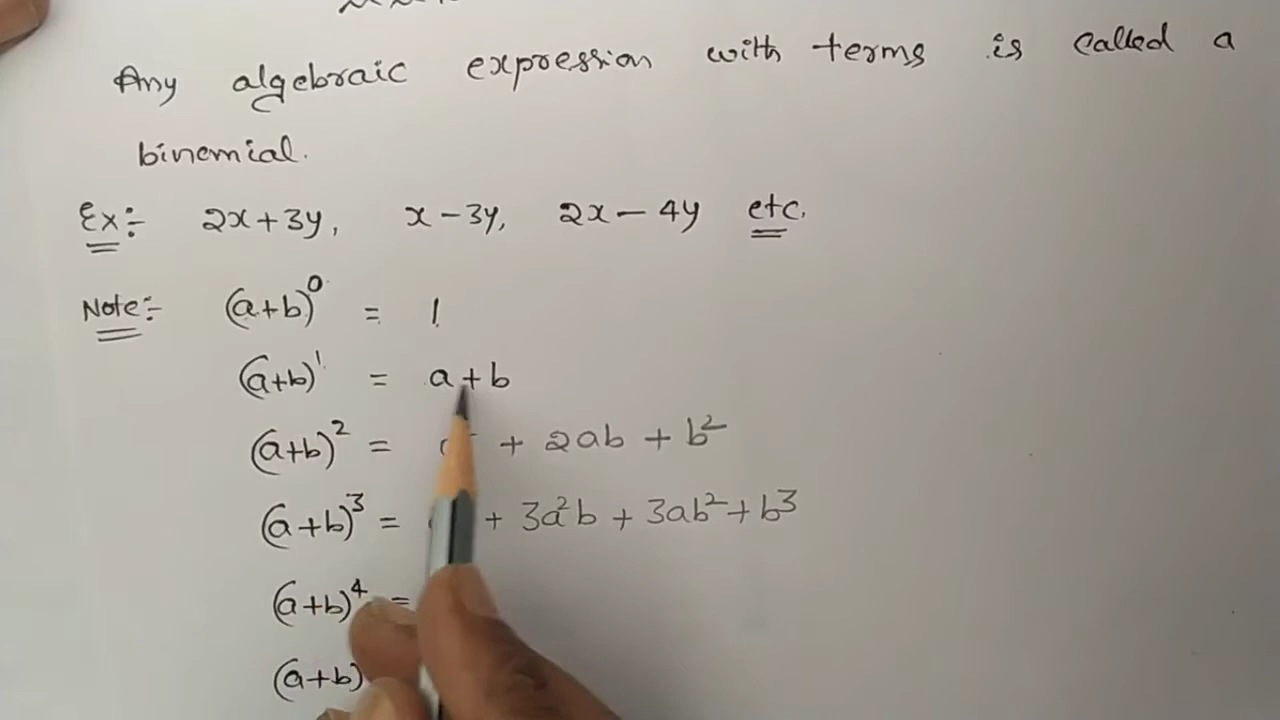 Any algebraic expression with terms is called a
binomial.
Ex:- 2x+3y, x-3y, 2x-4y etc.
Note:- (a+b)⁰ = 1
(a+b)¹ = a+b
(a+b)² = + 2ab + b²
(a+b)³ = + 3a²b + 3ab² + b³
(a+b)⁴ =
(a+b)